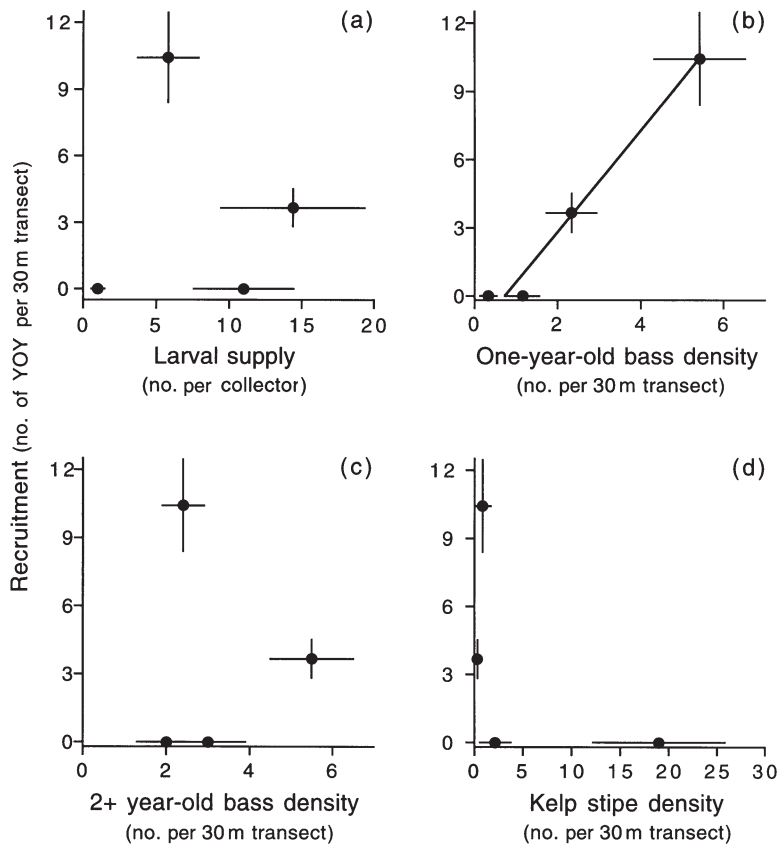 Recruitment (no. of YOY per 30 m transect)
(a)
12
9
6
3
0
0 5 10 15 20
Larval supply
(no. per collector)
(b)
12
9
6
3
0
0 2 4 6
One-year-old bass density
(no. per 30 m transect)
(c)
12
9
6
3
0
0 2 4 6
2+ year-old bass density
(no. per 30 m transect)
(d)
12
9
6
3
0
0 5 10 15 20 25 30
Kelp stipe density
(no. per 30 m transect)